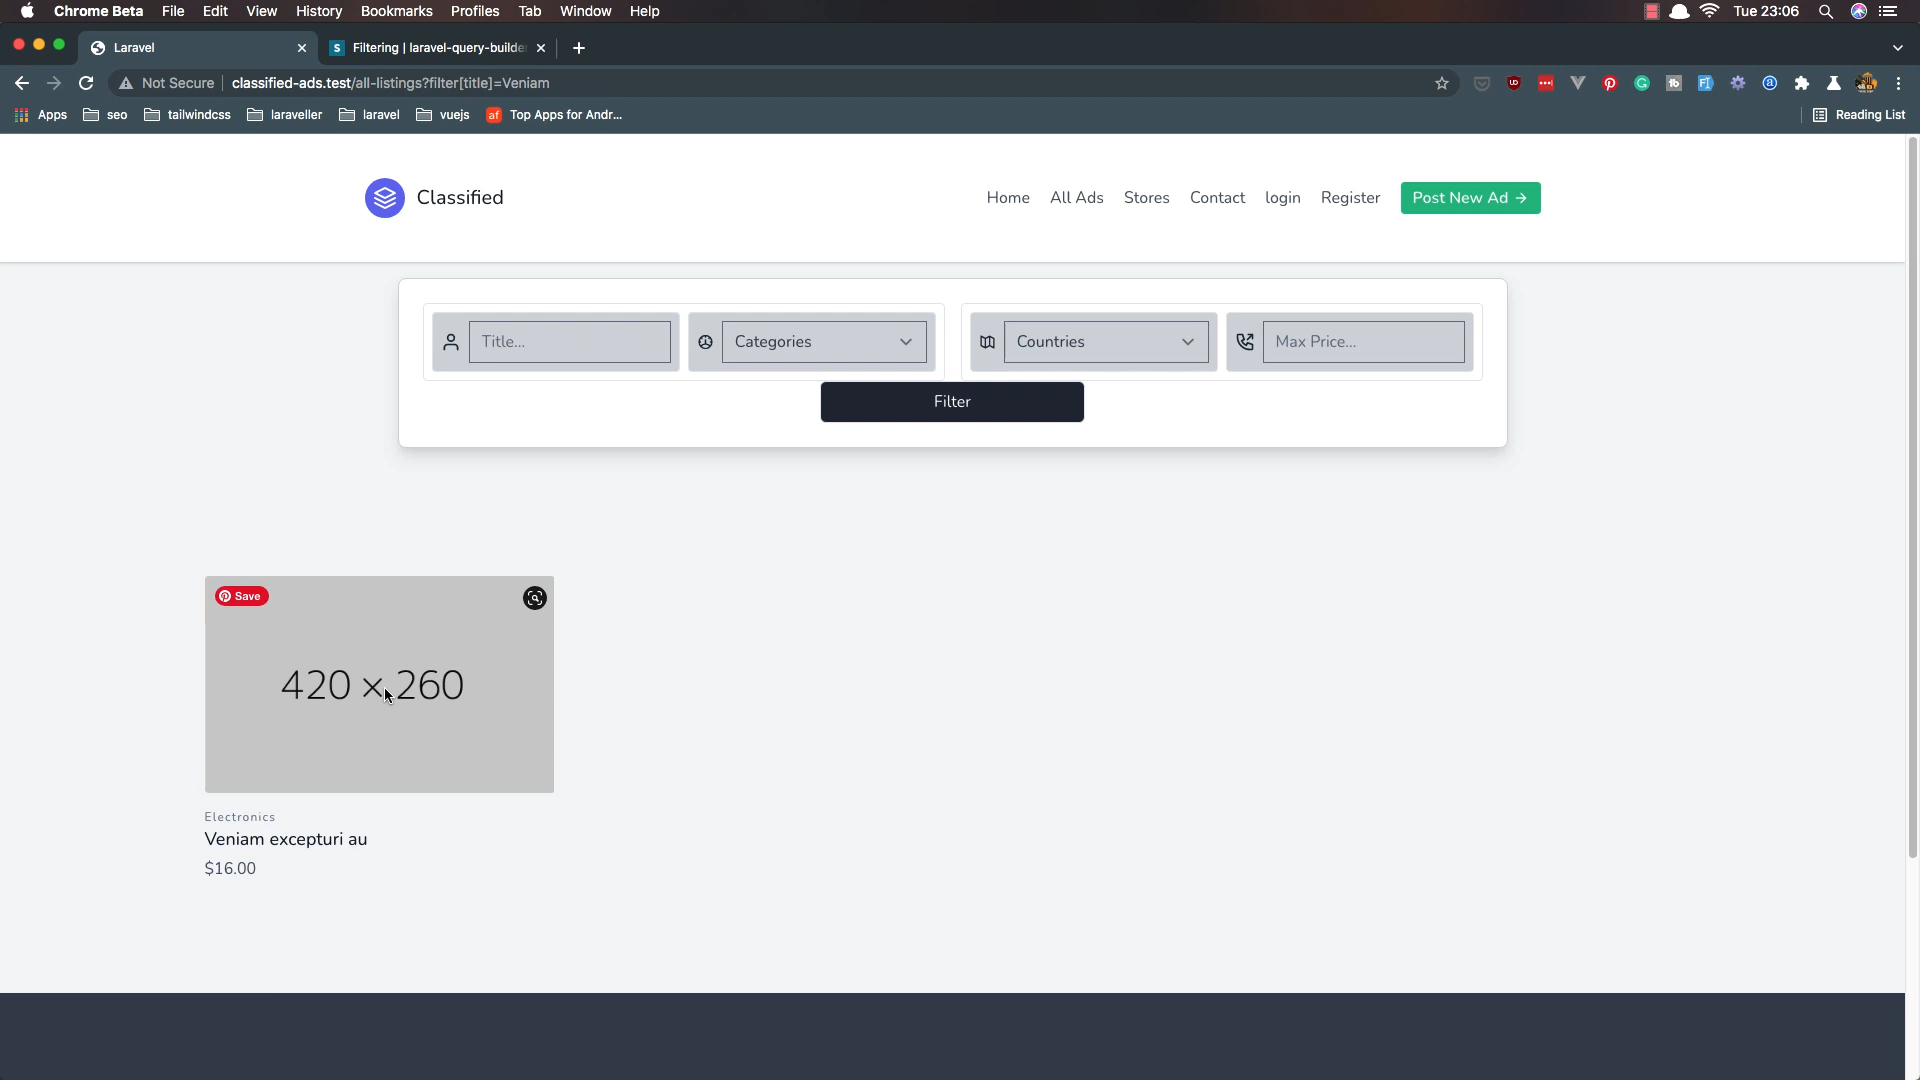 Chrome Beta File Edit View History Bookmarks Profiles Tab Window Help Tue 23:06
Laravel S Filtering | laravel-query-builde
Not Secure classified-ads.test/all-listings?filter[title]=Veniam
Apps seo tailwindcss laraveller laravel vuejs af Top Apps for Andr... Reading List
Classified Home All Ads Stores Contact login Register Post New Ad →
Title... Categories Countries Max Price...
Filter
Save
420 × 260
Electronics
Veniam excepturi au
$16.00